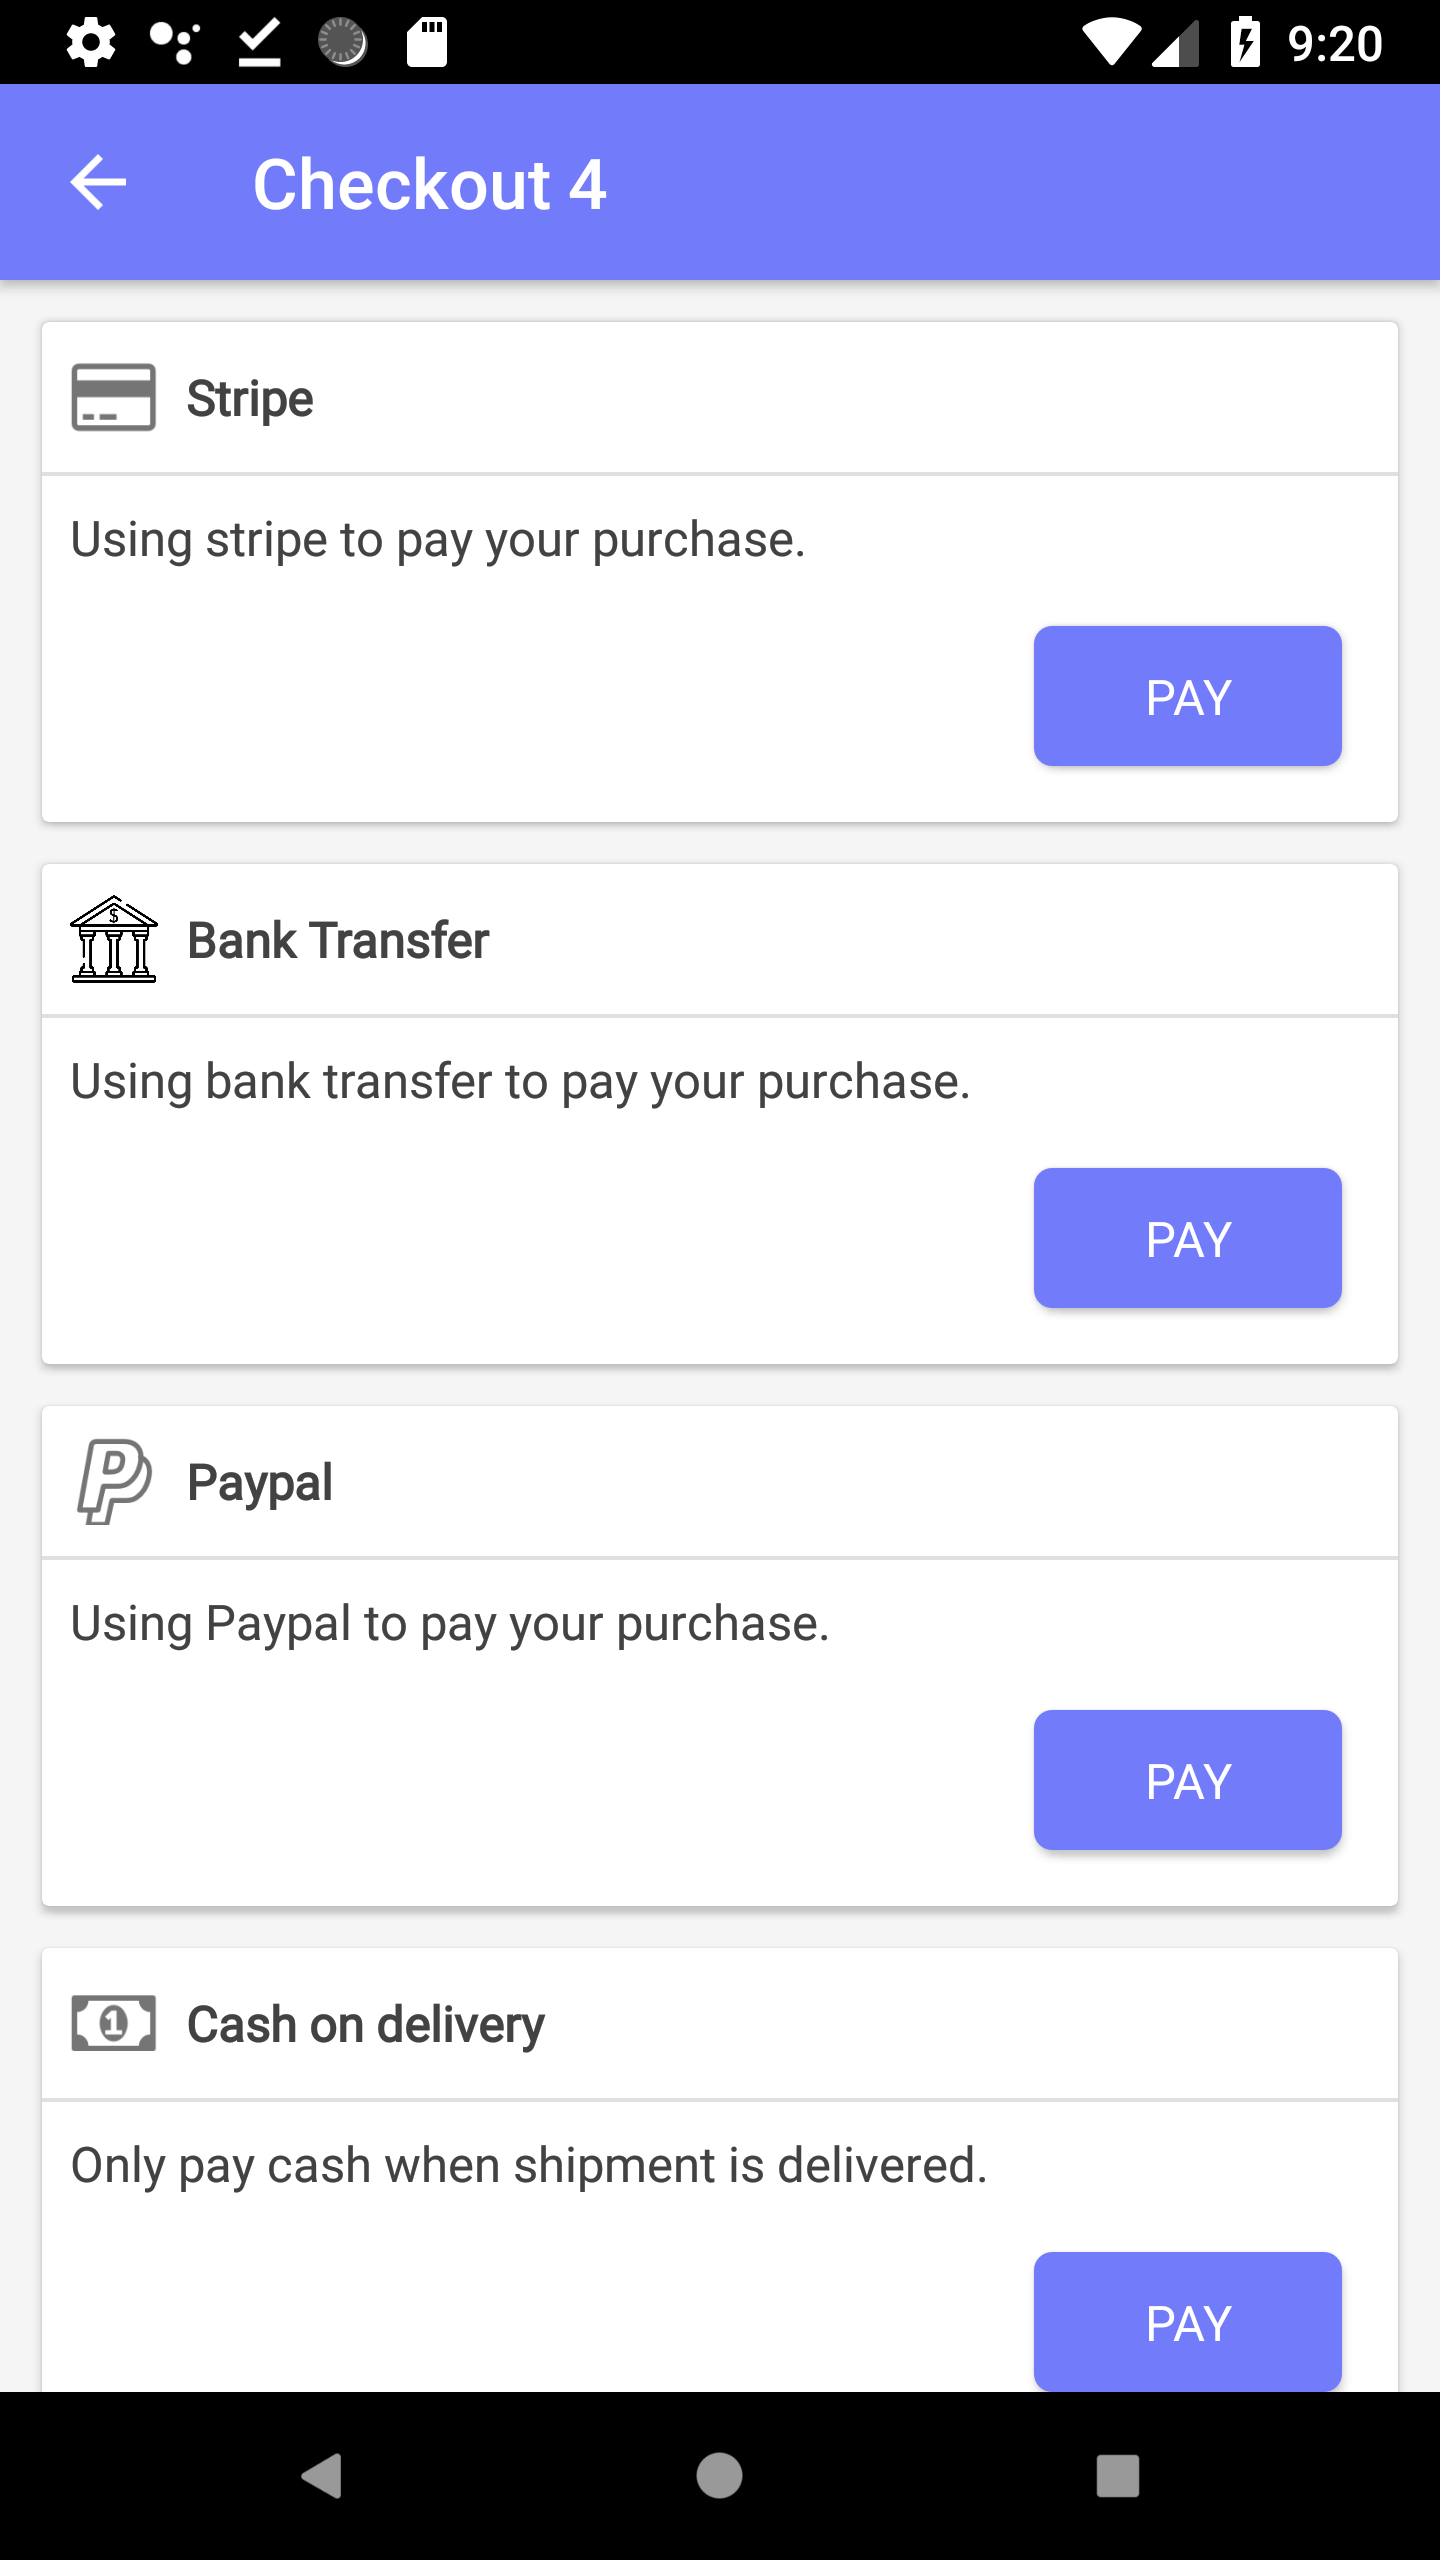 9:20
Checkout 4
Stripe
Using stripe to pay your purchase.
PAY
$
Bank Transfer
Using bank transfer to pay your purchase.
PAY
Paypal
Using Paypal to pay your purchase.
PAY
1
Cash on delivery
Only pay cash when shipment is delivered.
PAY